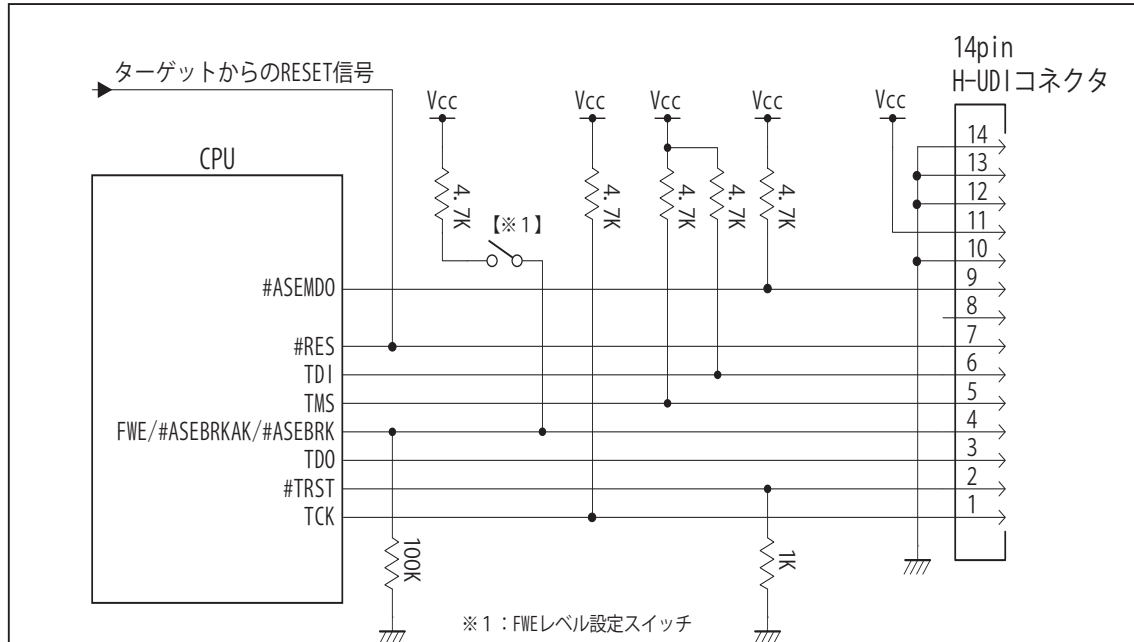 14pin
H-UDIコネクタ
ターゲットからのRESET信号
Vcc
Vcc
Vcc
Vcc
Vcc
CPU
4.7K
4.7K
4.7K
4.7K
4.7K
【※1】
14
13
12
11
10
#ASEMDO
9
8
#RES
7
TDI
6
TMS
5
FWE/#ASEBRKAK/#ASEBRK
4
TDO
3
#TRST
2
TCK
1
100K
1K
※1：FWEレベル設定スイッチ